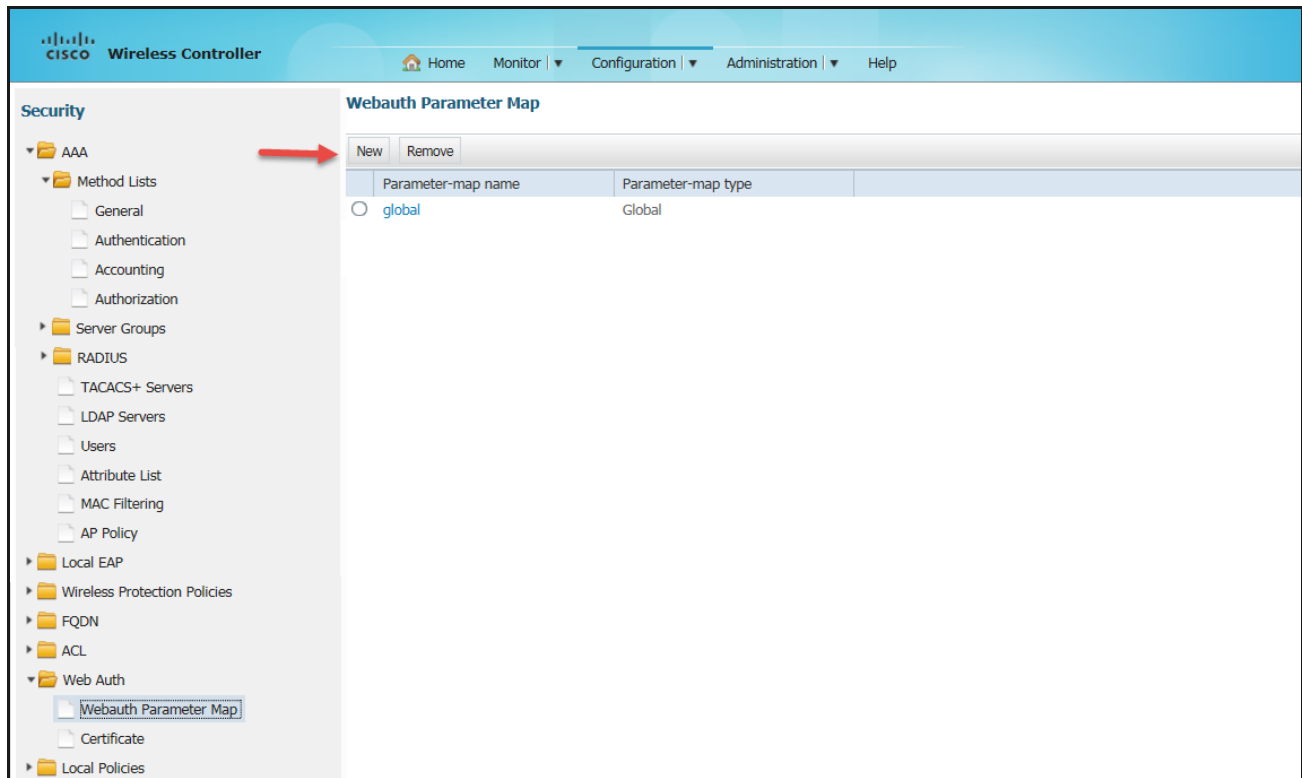 CISCO Wireless Controller
Home Monitor Configuration Administration Help
Security
AAA
Method Lists
General
Authentication
Accounting
Authorization
Server Groups
RADIUS
TACACS+ Servers
LDAP Servers
Users
Attribute List
MAC Filtering
AP Policy
Local EAP
Wireless Protection Policies
FQDN
ACL
Web Auth
Webauth Parameter Map
Certificate
Local Policies
Webauth Parameter Map
New Remove
Parameter-map name Parameter-map type
global Global